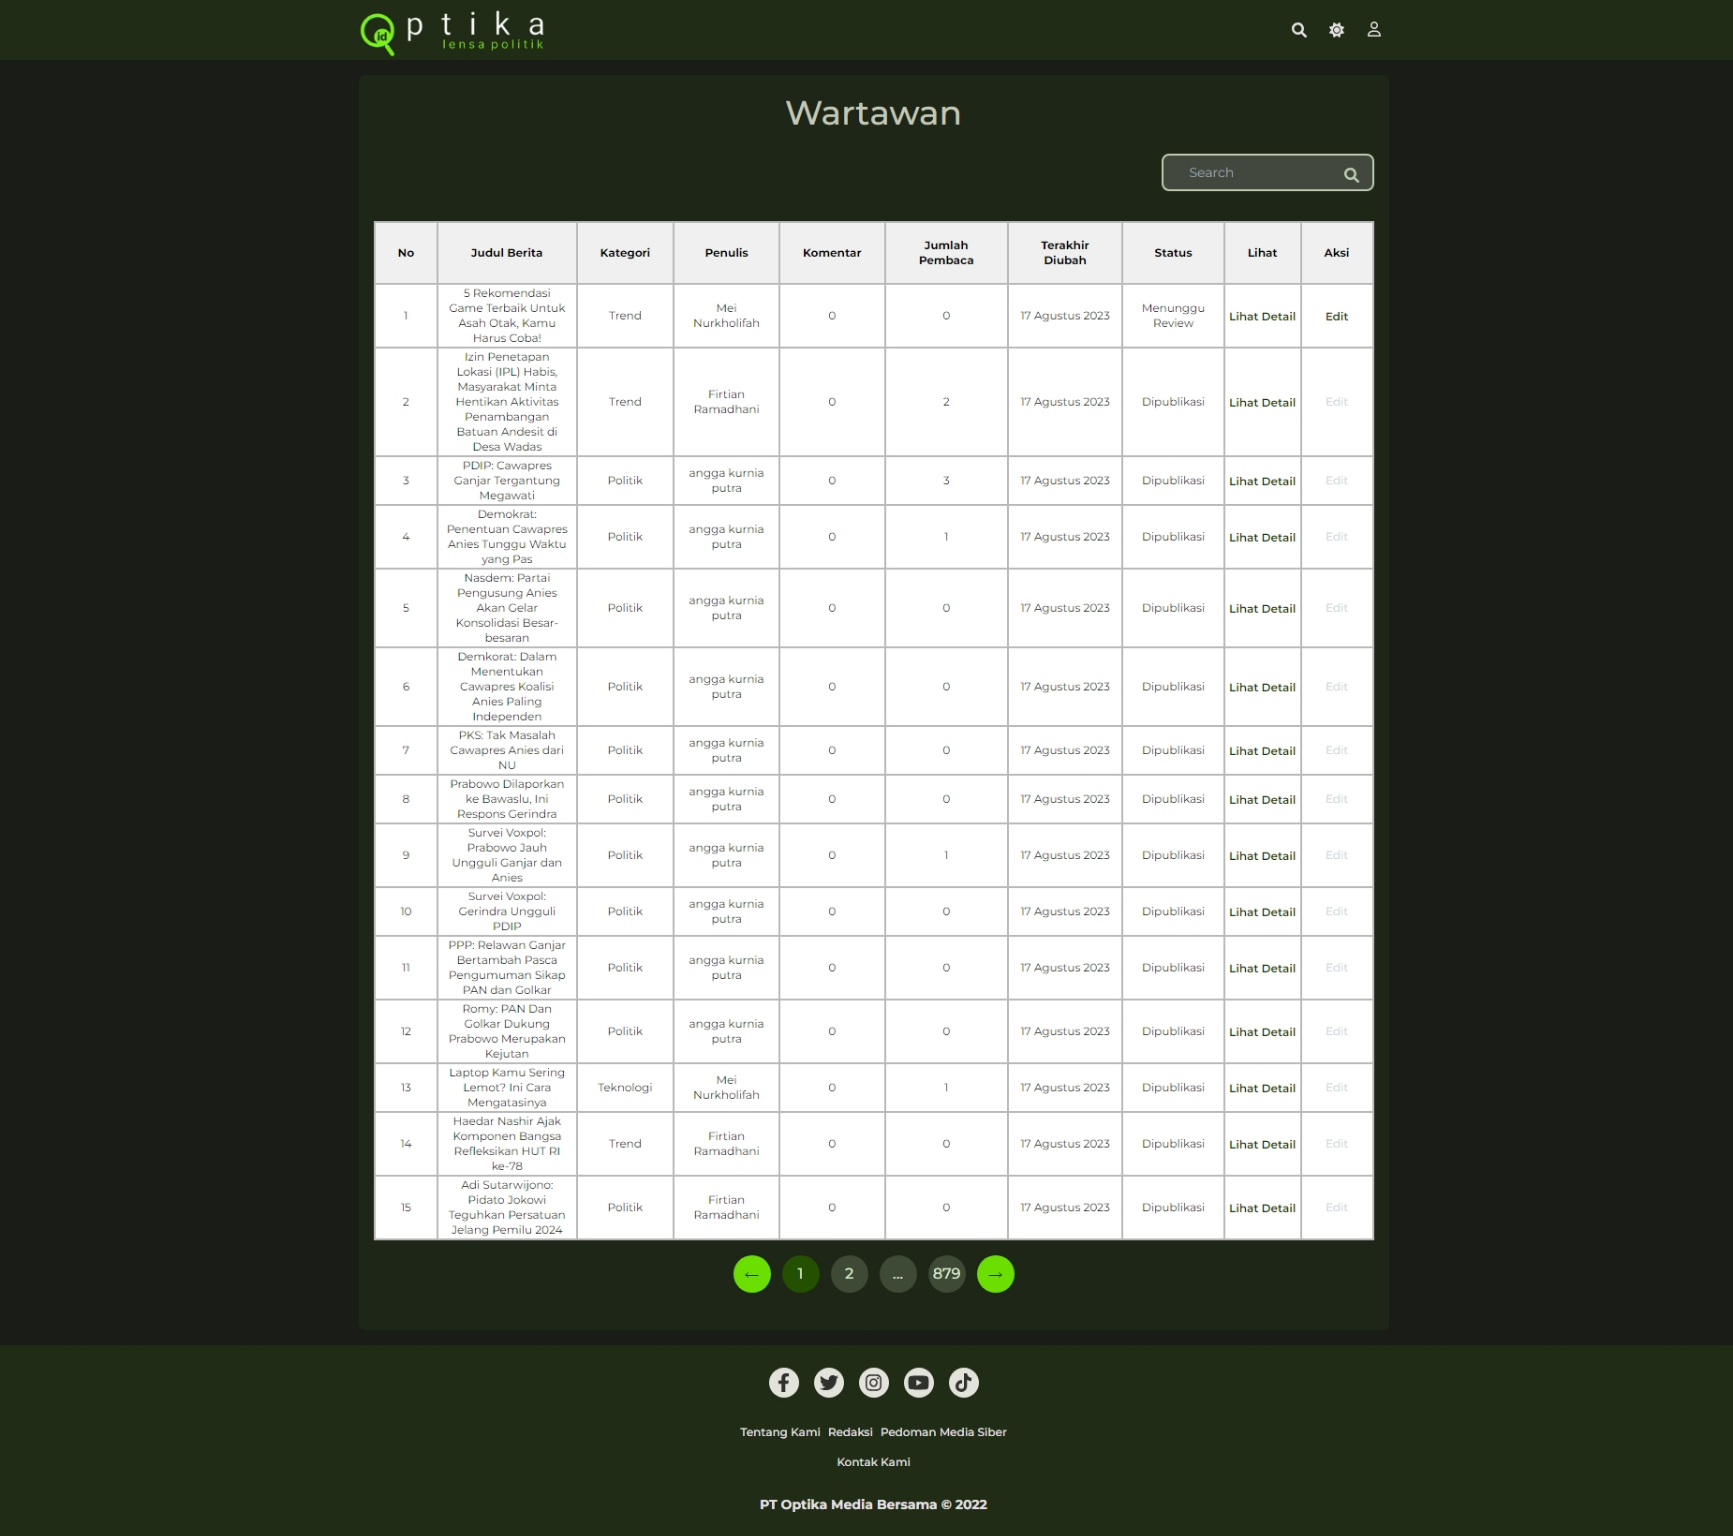 ptika
id
lensa politik
Wartawan
Search
No Judul Berita Kategori Penulis Komentar Jumlah Pembaca Terakhir Diubah Status Lihat Aksi
1 5 Rekomendasi Game Terbaik Untuk Asah Otak, Kamu Harus Coba! Trend Mei Nurkholifah 0 0 17 Agustus 2023 Menunggu Review Lihat Detail Edit
2 Izin Penetapan Lokasi (IPL) Habis, Masyarakat Minta Hentikan Aktivitas Penambangan Batuan Andesit di Desa Wadas Trend Firtian Ramadhani 0 2 17 Agustus 2023 Dipublikasi Lihat Detail Edit
3 PDIP: Cawapres Ganjar Tergantung Megawati Politik angga kurnia putra 0 3 17 Agustus 2023 Dipublikasi Lihat Detail Edit
4 Demokrat: Penentuan Cawapres Anies Tunggu Waktu yang Pas Politik angga kurnia putra 0 1 17 Agustus 2023 Dipublikasi Lihat Detail Edit
5 Nasdem: Partai Pengusung Anies Akan Gelar Konsolidasi Besar-besaran Politik angga kurnia putra 0 0 17 Agustus 2023 Dipublikasi Lihat Detail Edit
6 Demkorat: Dalam Menentukan Cawapres Koalisi Anies Paling Independen Politik angga kurnia putra 0 0 17 Agustus 2023 Dipublikasi Lihat Detail Edit
7 PKS: Tak Masalah Cawapres Anies dari NU Politik angga kurnia putra 0 0 17 Agustus 2023 Dipublikasi Lihat Detail Edit
8 Prabowo Dilaporkan ke Bawaslu, Ini Respons Gerindra Politik angga kurnia putra 0 0 17 Agustus 2023 Dipublikasi Lihat Detail Edit
9 Survei Voxpol: Prabowo Jauh Ungguli Ganjar dan Anies Politik angga kurnia putra 0 1 17 Agustus 2023 Dipublikasi Lihat Detail Edit
10 Survei Voxpol: Gerindra Ungguli PDIP Politik angga kurnia putra 0 0 17 Agustus 2023 Dipublikasi Lihat Detail Edit
11 PPP: Relawan Ganjar Bertambah Pasca Pengumuman Sikap PAN dan Golkar Politik angga kurnia putra 0 0 17 Agustus 2023 Dipublikasi Lihat Detail Edit
12 Romy: PAN Dan Golkar Dukung Prabowo Merupakan Kejutan Politik angga kurnia putra 0 0 17 Agustus 2023 Dipublikasi Lihat Detail Edit
13 Laptop Kamu Sering Lemot? Ini Cara Mengatasinya Teknologi Mei Nurkholifah 0 1 17 Agustus 2023 Dipublikasi Lihat Detail Edit
14 Haedar Nashir Ajak Komponen Bangsa Refleksikan HUT RI ke-78 Trend Firtian Ramadhani 0 0 17 Agustus 2023 Dipublikasi Lihat Detail Edit
15 Adi Sutarwijono: Pidato Jokowi Teguhkan Persatuan Jelang Pemilu 2024 Politik Firtian Ramadhani 0 0 17 Agustus 2023 Dipublikasi Lihat Detail Edit
← 1 2 ... 879 →
Tentang Kami Redaksi Pedoman Media Siber
Kontak Kami
PT Optika Media Bersama © 2022